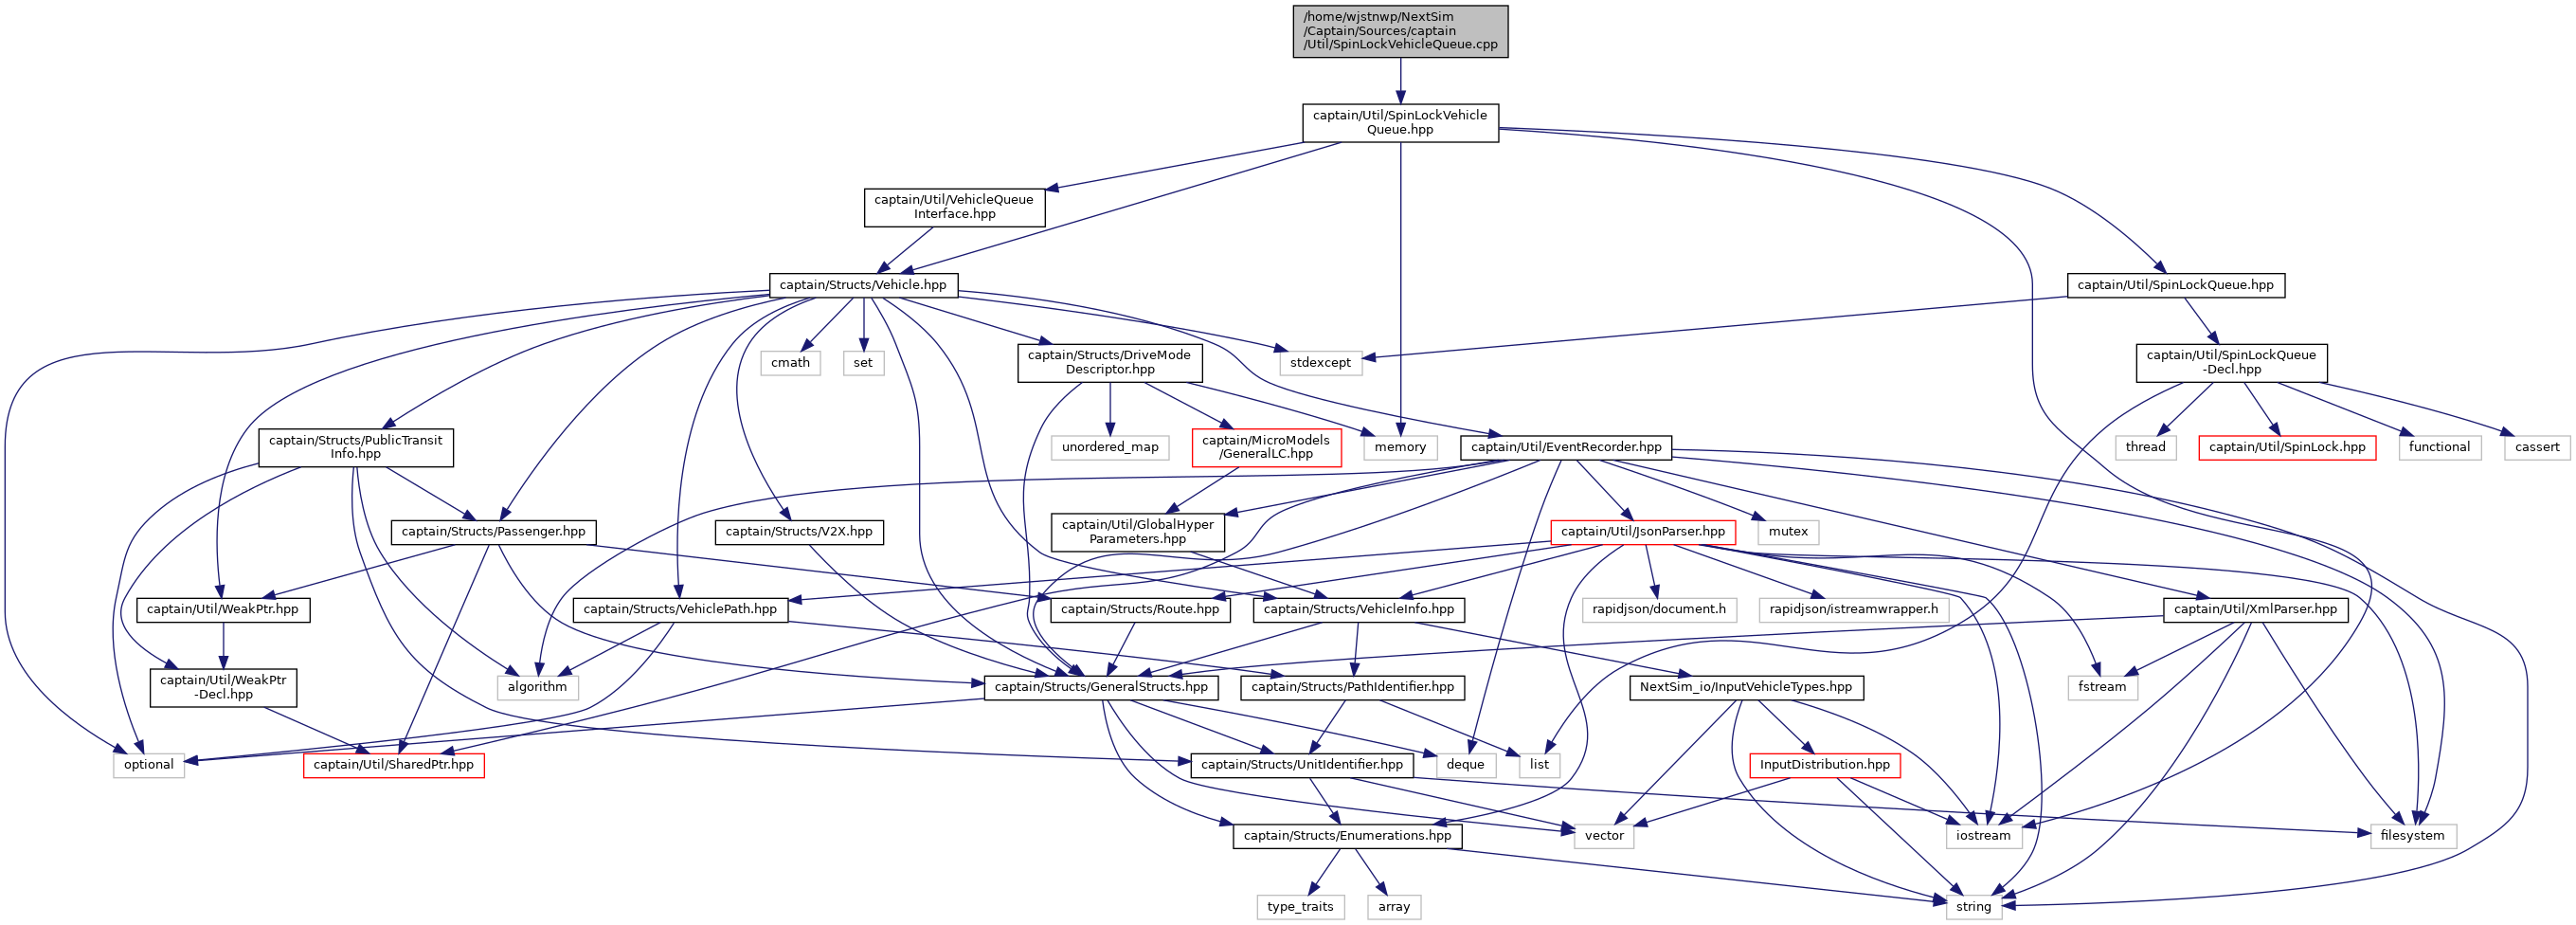 /home/wjstnwp/NextSim
/Captain/Sources/captain
/Util/SpinLockVehicleQueue.cpp
captain/Util/SpinLockVehicle
Queue.hpp
captain/Util/VehicleQueue
Interface.hpp
captain/Structs/Vehicle.hpp
captain/Util/SpinLockQueue.hpp
cmath
set
captain/Structs/DriveMode
Descriptor.hpp
stdexcept
captain/Util/SpinLockQueue
-Decl.hpp
captain/Structs/PublicTransit
Info.hpp
unordered_map
captain/MicroModels
/GeneralLC.hpp
memory
captain/Util/EventRecorder.hpp
thread
captain/Util/SpinLock.hpp
functional
cassert
captain/Structs/Passenger.hpp
captain/Structs/V2X.hpp
captain/Util/GlobalHyper
Parameters.hpp
captain/Util/JsonParser.hpp
mutex
captain/Util/WeakPtr.hpp
captain/Structs/VehiclePath.hpp
captain/Structs/Route.hpp
captain/Structs/VehicleInfo.hpp
rapidjson/document.h
rapidjson/istreamwrapper.h
captain/Util/XmlParser.hpp
captain/Util/WeakPtr
-Decl.hpp
algorithm
captain/Structs/GeneralStructs.hpp
captain/Structs/PathIdentifier.hpp
NextSim_io/InputVehicleTypes.hpp
fstream
optional
captain/Util/SharedPtr.hpp
captain/Structs/UnitIdentifier.hpp
deque
list
InputDistribution.hpp
captain/Structs/Enumerations.hpp
vector
iostream
filesystem
type_traits
array
string